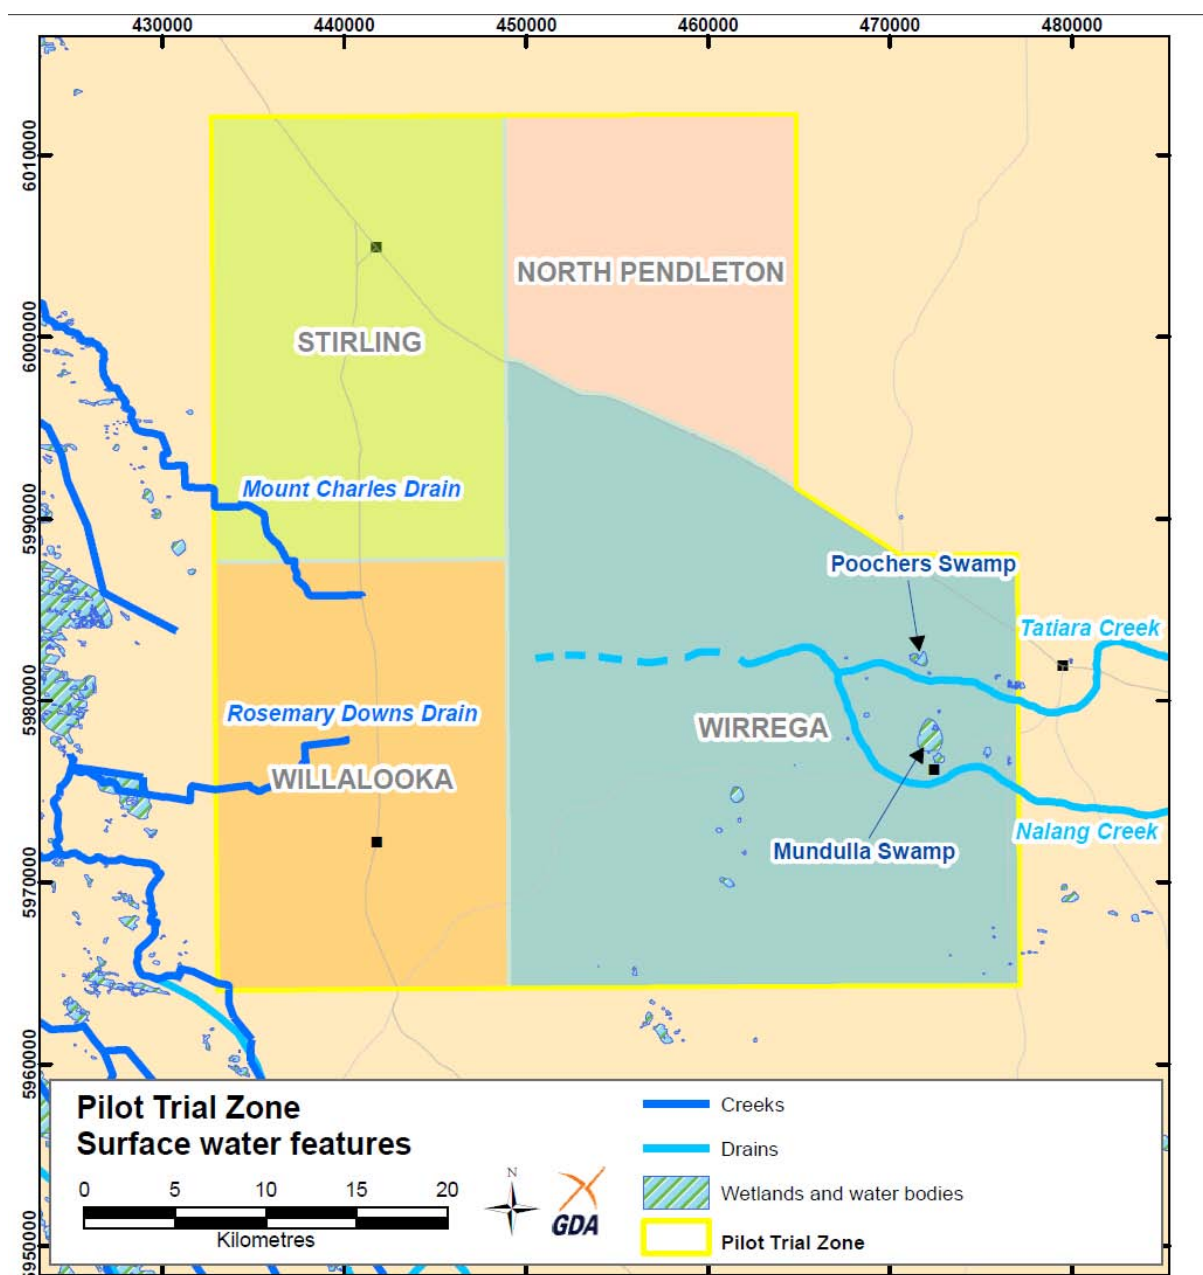 430000 440000 450000 460000 470000 480000
6010000
6000000
5990000
5980000
5970000
5960000
5950000
NORTH PENDLETON
STIRLING
Mount Charles Drain
Poochers Swamp
Tatiara Creek
Rosemary Downs Drain
WIRREGA
WILLALOOKA
Nalang Creek
Mundulla Swamp
Pilot Trial Zone
Surface water features
0 5 10 15 20
Kilometres
N
GDA
Creeks
Drains
Wetlands and water bodies
Pilot Trial Zone